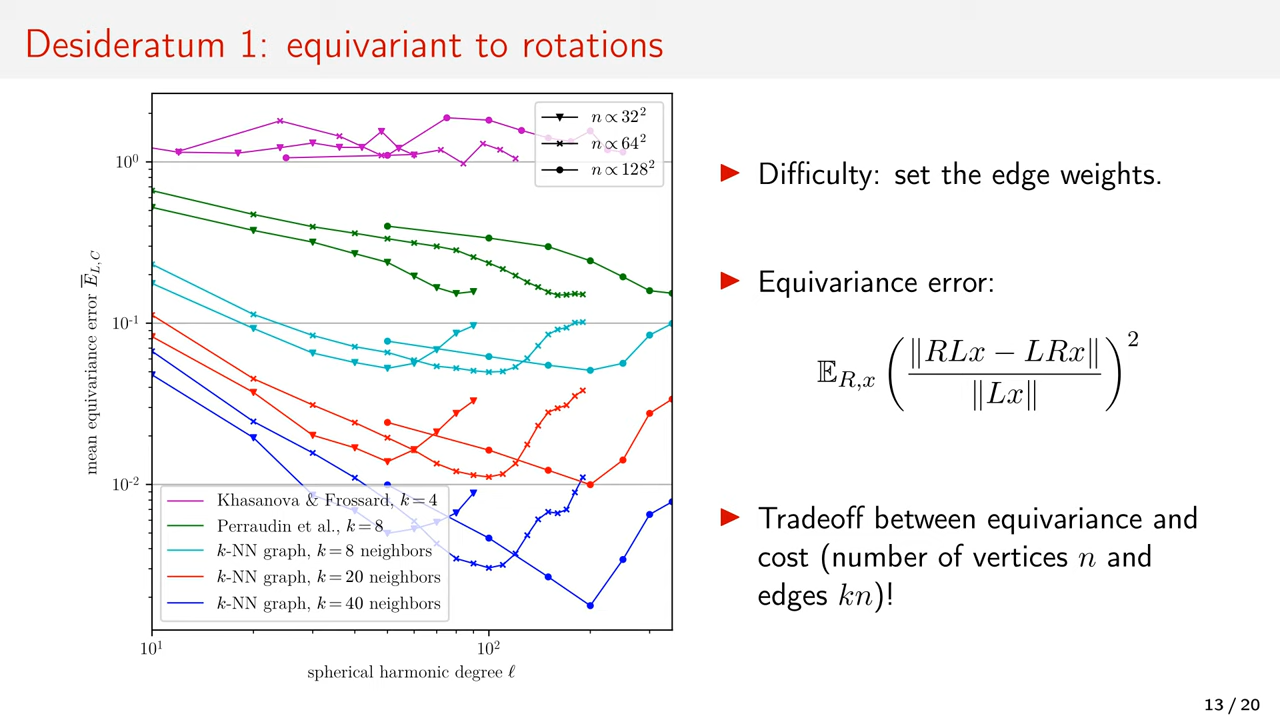 Desideratum 1: equivariant to rotations
n ∝ 32²
n ∝ 64²
n ∝ 128²
10⁰
10⁻¹
10⁻²
mean equivariance error E̅_{L,C}
Khasanova & Frossard, k = 4
Perraudin et al., k = 8
k-NN graph, k = 8 neighbors
k-NN graph, k = 20 neighbors
k-NN graph, k = 40 neighbors
10¹
10²
spherical harmonic degree ℓ
▶ Difficulty: set the edge weights.
▶ Equivariance error:
𝔼_{R,x} (‖RLx − LRx‖ / ‖Lx‖)²
▶ Tradeoff between equivariance and
cost (number of vertices n and
edges kn)!
13 / 20